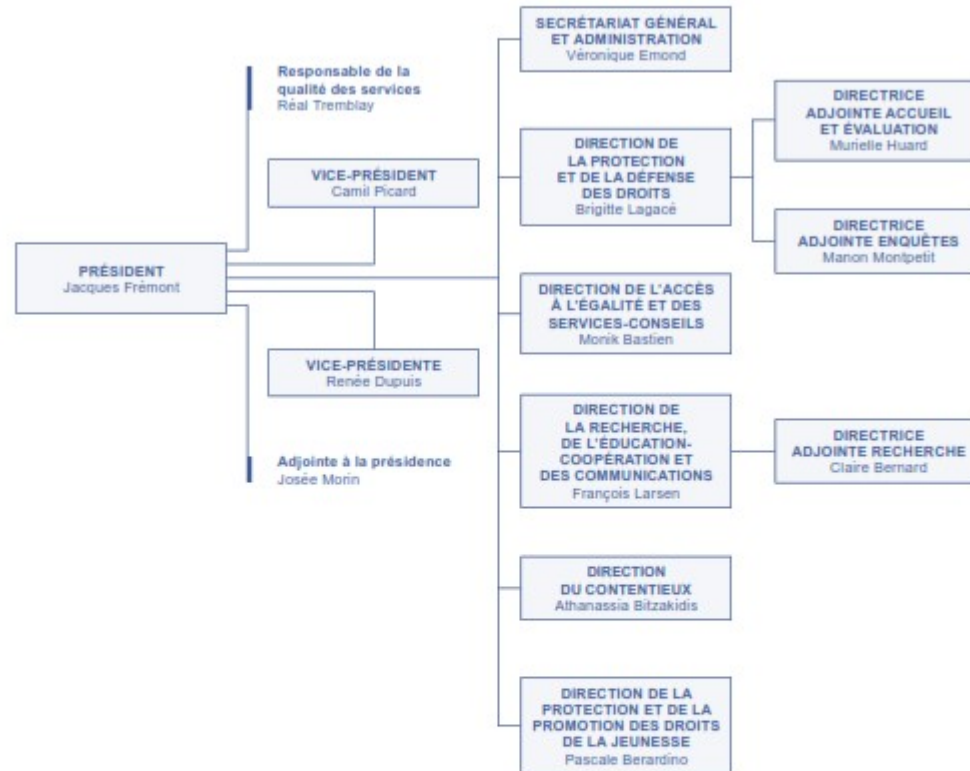 PRÉSIDENT
Jacques Frémont
Responsable de la
qualité des services
Réal Tremblay
VICE-PRÉSIDENT
Camil Picard
VICE-PRÉSIDENTE
Renée Dupuis
Adjointe à la présidence
Josée Morin
SECRÉTARIAT GÉNÉRAL
ET ADMINISTRATION
Véronique Emond
DIRECTION DE
LA PROTECTION
ET DE LA DÉFENSE
DES DROITS
Brigitte Lagacé
DIRECTRICE
ADJOINTE ACCUEIL
ET ÉVALUATION
Murielle Huard
DIRECTRICE
ADJOINTE ENQUÊTES
Manon Montpetit
DIRECTION DE L'ACCÈS
À L'ÉGALITÉ ET DES
SERVICES-CONSEILS
Monik Bastien
DIRECTION DE
LA RECHERCHE,
DE L'ÉDUCATION-
COOPÉRATION ET
DES COMMUNICATIONS
François Larsen
DIRECTRICE
ADJOINTE RECHERCHE
Claire Bernard
DIRECTION
DU CONTENTIEUX
Athanassia Bitzakidis
DIRECTION DE LA
PROTECTION ET DE LA
PROMOTION DES DROITS
DE LA JEUNESSE
Pascale Berardino